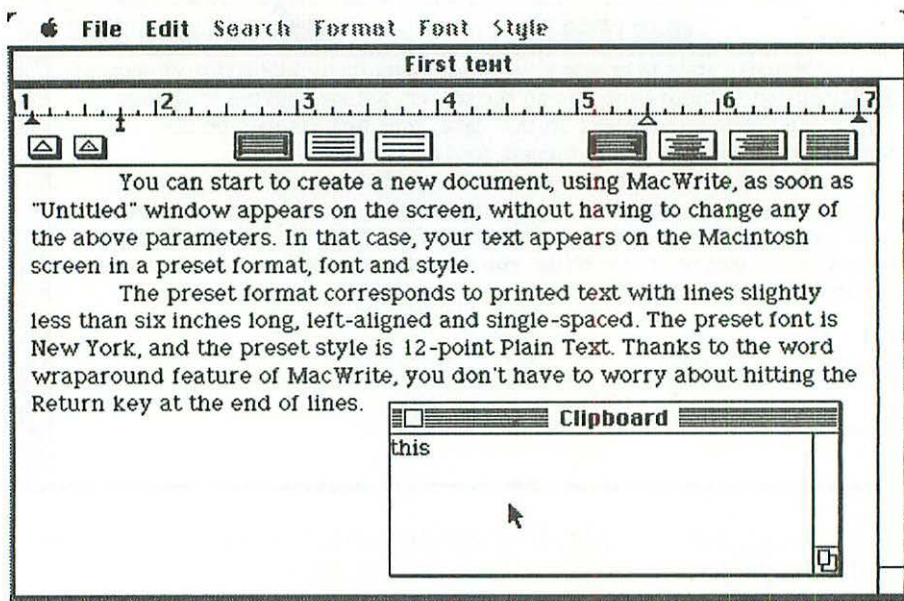 File Edit Search Format Font Style
First text
1 2 3 4 5 6 7
You can start to create a new document, using MacWrite, as soon as
"Untitled" window appears on the screen, without having to change any of
the above parameters. In that case, your text appears on the Macintosh
screen in a preset format, font and style.
The preset format corresponds to printed text with lines slightly
less than six inches long, left-aligned and single-spaced. The preset font is
New York, and the preset style is 12-point Plain Text. Thanks to the word
wraparound feature of MacWrite, you don't have to worry about hitting the
Return key at the end of lines.
Clipboard
this